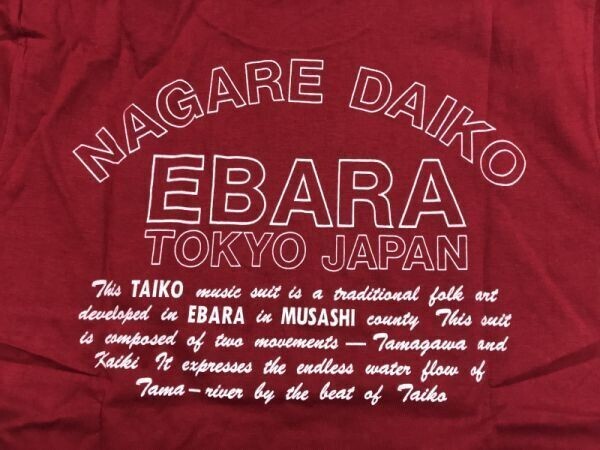 NAGARE DAIKO
EBARA
TOKYO JAPAN
This TAIKO music suit is a traditional folk art
developed in EBARA in MUSASHI county This suit
is composed of two movements — Tamagawa and
Kaiki It expresses the endless water flow of
Tama-river by the beat of Taiko